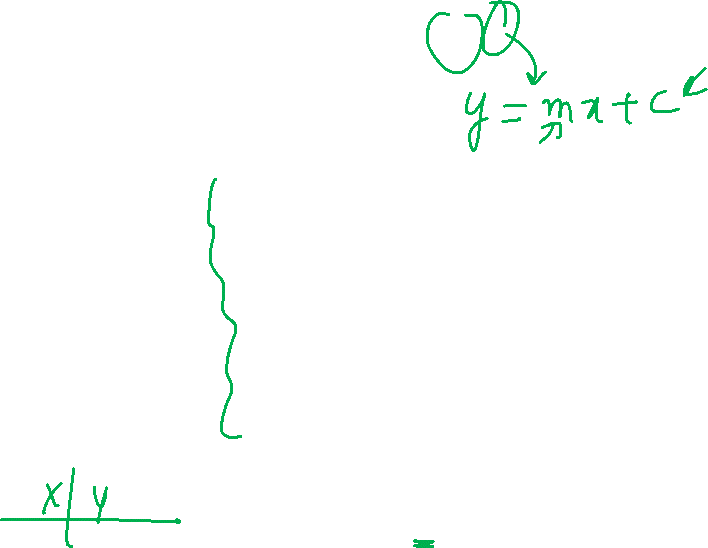 y = mx + c
x y
=